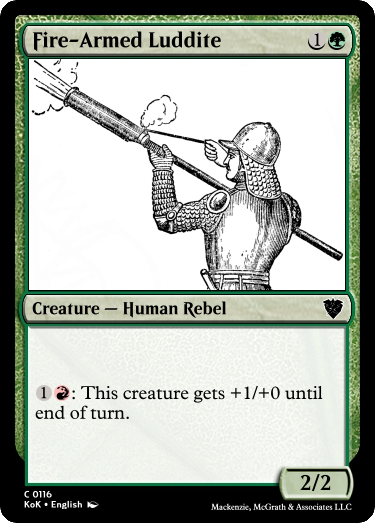 Fire-Armed Luddite 1
Creature — Human Rebel
1 : This creature gets +1/+0 until
end of turn.
2/2
C 0116
KoK • English
Mackenzie, McGrath & Associates LLC